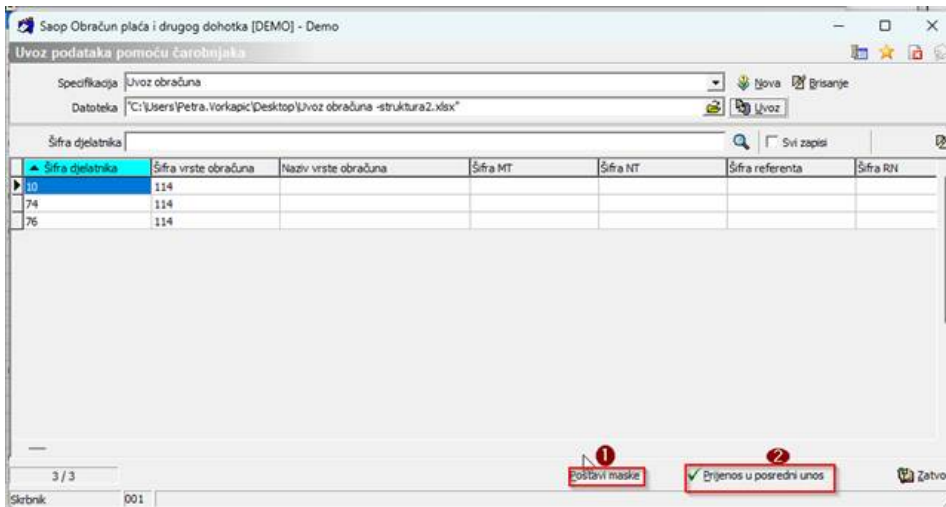 Saop Obračun plaća i drugog dohotka [DEMO] - Demo
Uvoz podataka pomoću čarobnjaka
Specifikacija Uvoz obračuna Nova Brisanje
Datoteka "C:\Users\Petra.Vorkapic\Desktop\Uvoz obračuna -struktura2.xlsx" Uvoz
Šifra djelatnika Svi zapisi
Šifra djelatnika Šifra vrste obračuna Naziv vrste obračuna Šifra MT Šifra NT Šifra referenta Šifra RN
10 114
74 114
76 114
1 2
3 / 3 Postavi maske Prijenos u posredni unos Zatvo
Skrbnik 001